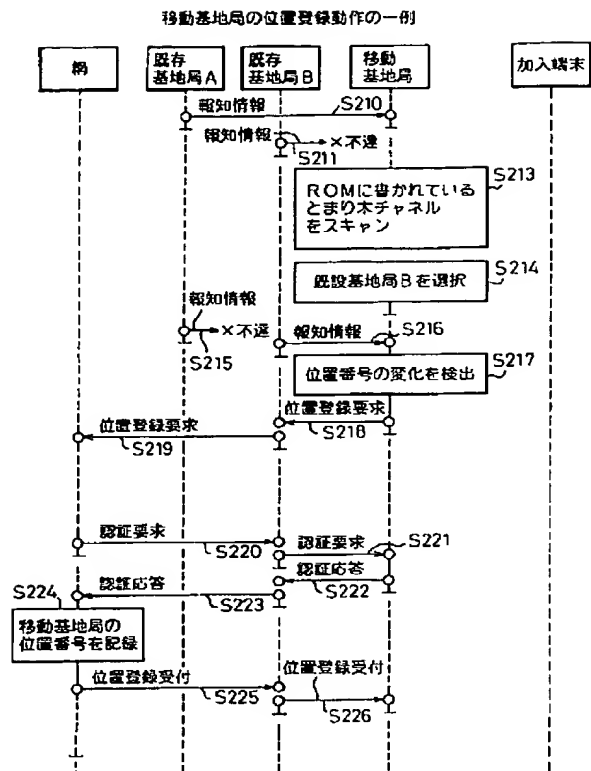 移動基地局の位置登録動作の一例
網
既存
基地局A
既存
基地局B
移動
基地局
加入端末
報知情報
S210
報知情報
×不達
S211
ROMに書かれている
とまり木チャネル
をスキャン
S213
既設基地局Bを選択
S214
報知情報
×不達
S215
報知情報
S216
位置番号の変化を検出
S217
位置登録要求
S218
位置登録要求
S219
認証要求
S220
認証要求
S221
認証応答
S222
認証応答
S223
S224
移動基地局の
位置番号を記録
位置登録受付
S225
位置登録受付
S226